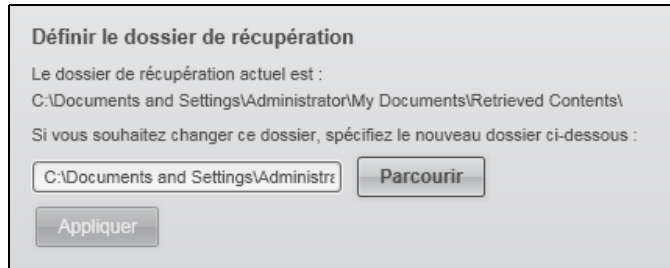 Définir le dossier de récupération
Le dossier de récupération actuel est :
C:\Documents and Settings\Administrator\My Documents\Retrieved Contents\
Si vous souhaitez changer ce dossier, spécifiez le nouveau dossier ci-dessous :
C:\Documents and Settings\Administra Parcourir
Appliquer